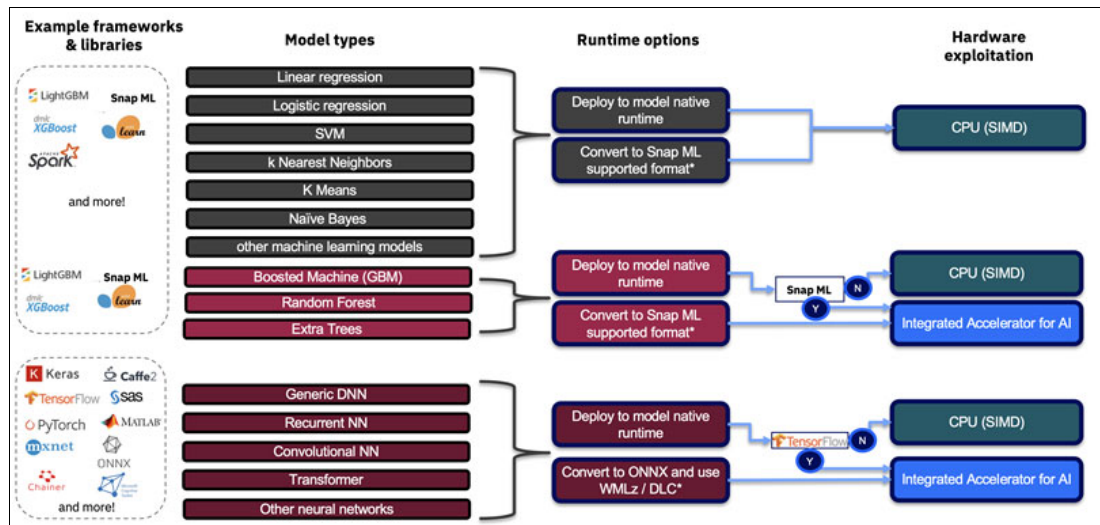 Example frameworks
& libraries
Model types
Runtime options
Hardware
exploitation
LightGBM
Snap ML
dmlc
XGBoost
learn
APACHE
Spark
and more!
Linear regression
Logistic regression
SVM
k Nearest Neighbors
K Means
Naïve Bayes
other machine learning models
Deploy to model native
runtime
Convert to Snap ML
supported format*
CPU (SIMD)
LightGBM
Snap ML
dmlc
XGBoost
learn
Boosted Machine (GBM)
Random Forest
Extra Trees
Deploy to model native
runtime
Convert to Snap ML
supported format*
Snap ML
N
Y
CPU (SIMD)
Integrated Accelerator for AI
K Keras
Caffe2
TensorFlow
sas
PyTorch
MATLAB
mxnet
ONNX
Chainer
and more!
Generic DNN
Recurrent NN
Convolutional NN
Transformer
Other neural networks
Deploy to model native
runtime
Convert to ONNX and use
WMLz / DLC*
TensorFlow
N
Y
CPU (SIMD)
Integrated Accelerator for AI